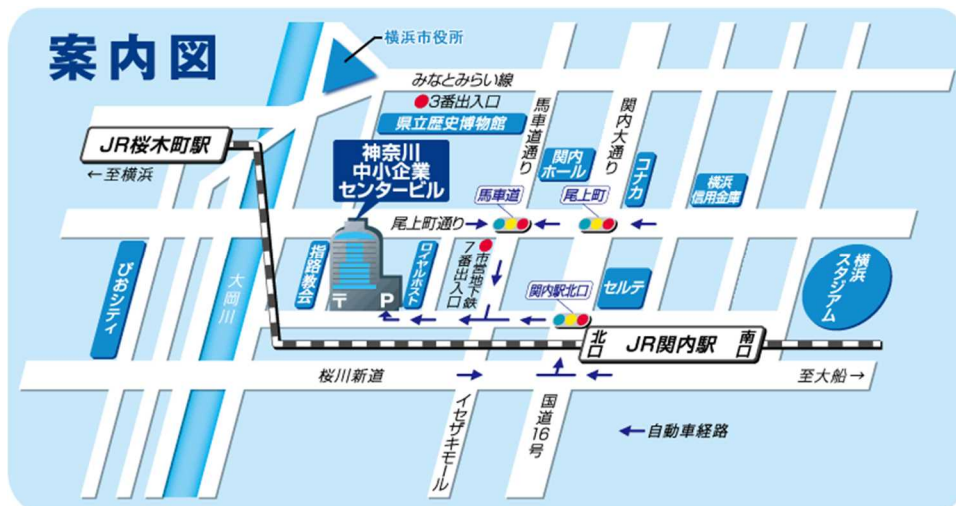 案内図
横浜市役所
みなとみらい線
3番出入口
県立歴史博物館
馬車道通り
関内大通り
JR桜木町駅
←至横浜
神奈川
中小企業
センタービル
関内
ホール
コナカ
横浜
信用金庫
馬車道
尾上町
尾上町通り
ぴおシティ
大岡川
指路教会
〒
P
ロイヤルホスト
市営地下鉄
7番出入口
関内駅北口
セルテ
横浜
スタジアム
北口
JR関内駅
南口
桜川新道
至大船→
イセザキモール
国道16号
←自動車経路